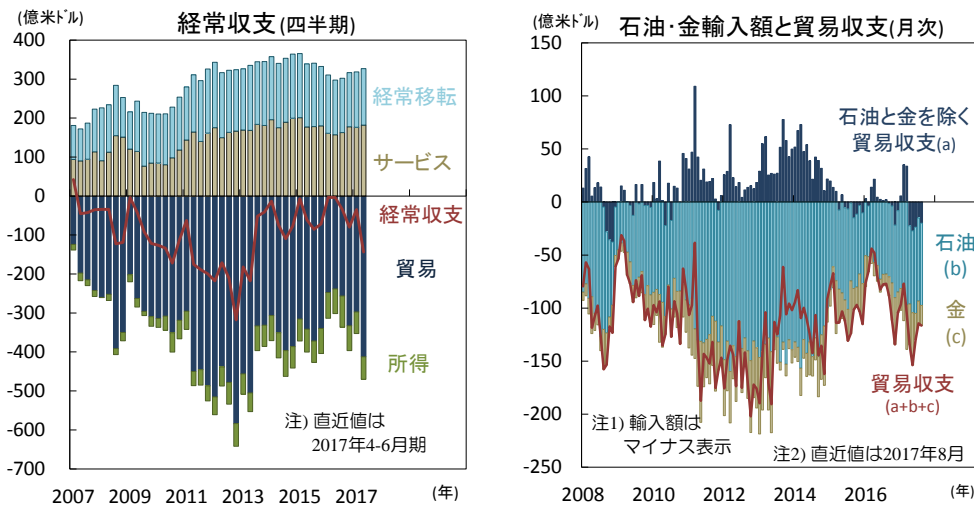 経常収支(四半期)
(億米ドル)
400
300
200
100
0
-100
-200
-300
-400
-500
-600
-700
経常移転
サービス
経常収支
貿易
所得
注) 直近値は
2017年4-6月期
2007
2009
2011
2013
2015
2017
(年)
石油・金輸入額と貿易収支(月次)
(億米ドル)
150
100
50
0
-50
-100
-150
-200
-250
石油と金を除く
貿易収支(a)
石油
(b)
金
(c)
貿易収支
(a+b+c)
注1) 輸入額は
マイナス表示
注2) 直近値は2017年8月
2008
2010
2012
2014
2016
(年)